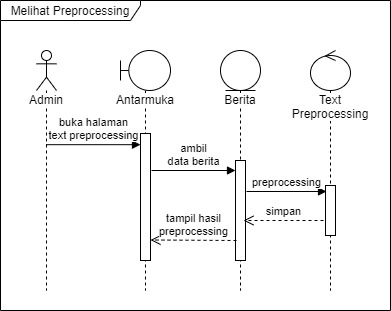 Melihat Preprocessing
Admin
Antarmuka
Berita
Text
Preprocessing
buka halaman
text preprocessing
ambil
data berita
preprocessing
simpan
tampil hasil
preprocessing